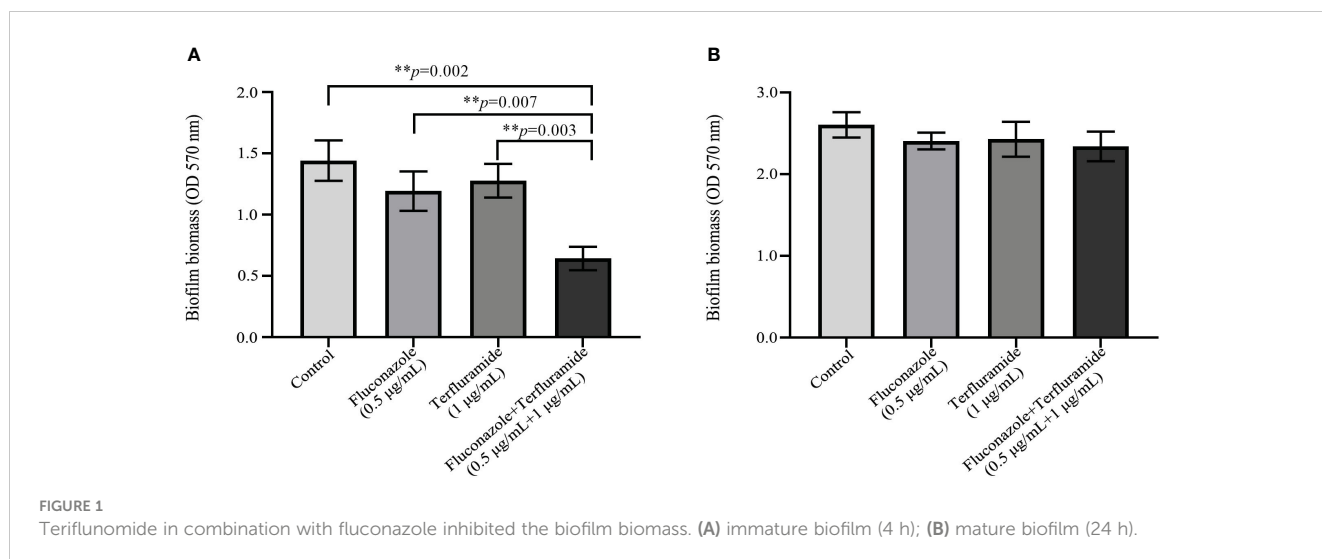 A
**p=0.002
**p=0.007
**p=0.003
Biofilm biomass (OD 570 nm)
2.0
1.5
1.0
0.5
0.0
Control
Fluconazole
(0.5 µg/mL)
Terfluramide
(1 µg/mL)
Fluconazole+Terfluramide
(0.5 µg/mL+1 µg/mL)
B
Biofilm biomass (OD 570 nm)
3.0
2.0
1.0
0.0
Control
Fluconazole
(0.5 µg/mL)
Terfluramide
(1 µg/mL)
Fluconazole+Terfluramide
(0.5 µg/mL+1 µg/mL)
FIGURE 1
Teriflunomide in combination with fluconazole inhibited the biofilm biomass. (A) immature biofilm (4 h); (B) mature biofilm (24 h).